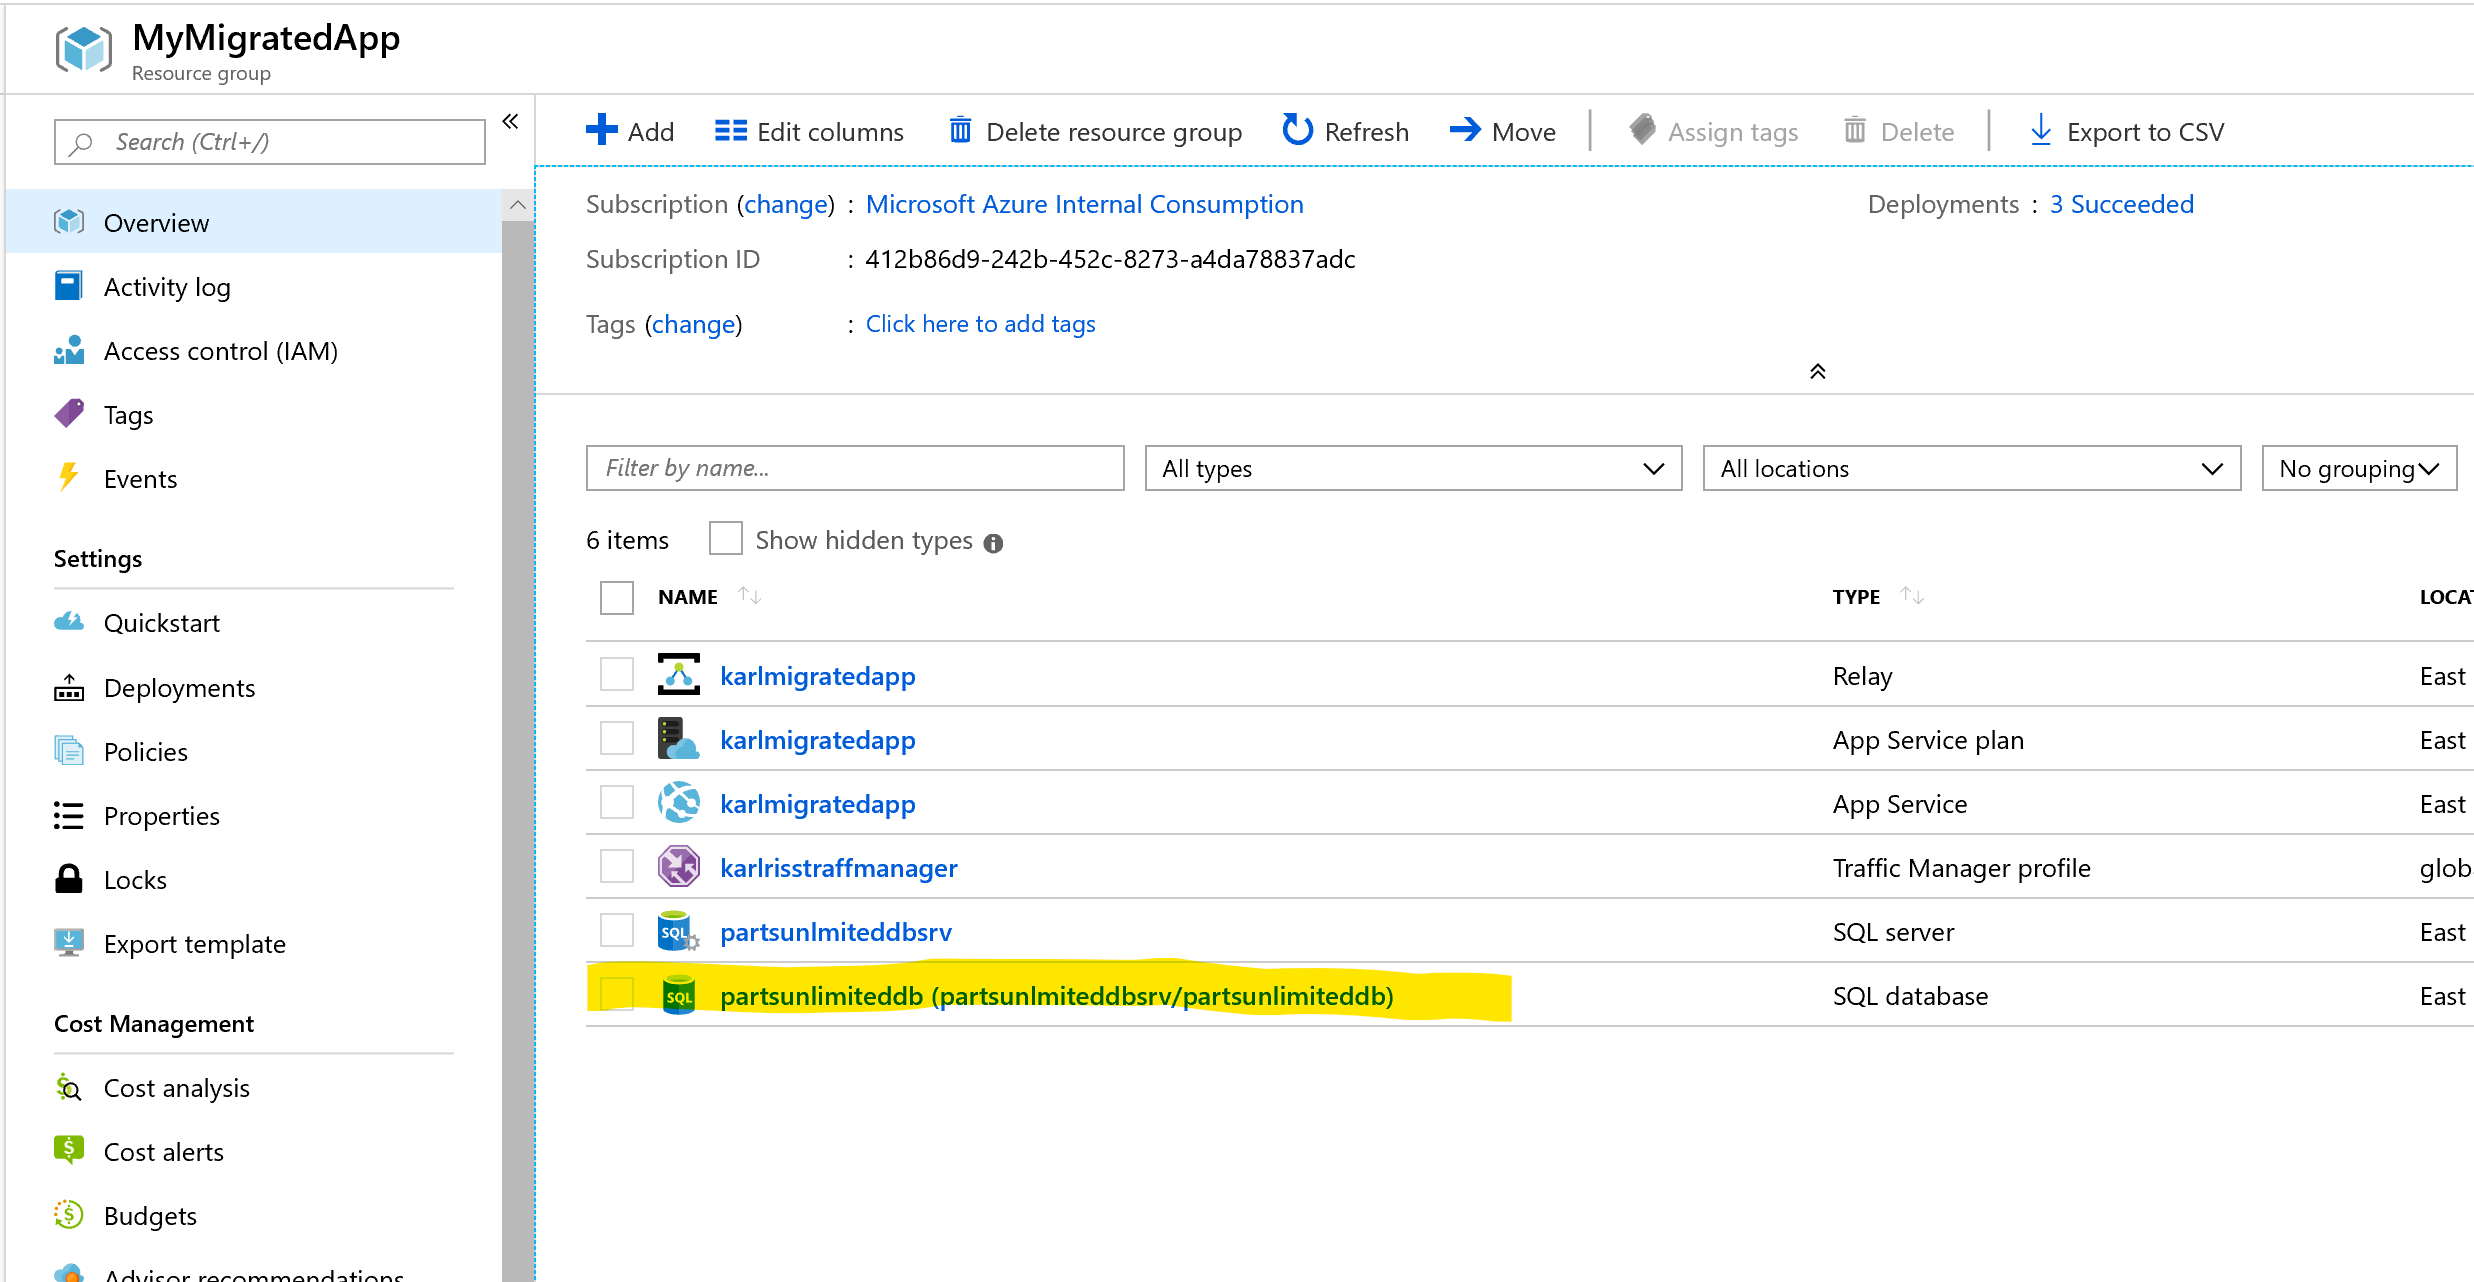 MyMigratedApp
Resource group
«
Search (Ctrl+/)
Overview
Activity log
Access control (IAM)
Tags
Events
Settings
Quickstart
Deployments
Policies
Properties
Locks
Export template
Cost Management
Cost analysis
Cost alerts
Budgets
Advisor recommendations
Add Edit columns Delete resource group Refresh Move Assign tags Delete Export to CSV
Subscription (change) : Microsoft Azure Internal Consumption Deployments : 3 Succeeded
Subscription ID : 412b86d9-242b-452c-8273-a4da78837adc
Tags (change) : Click here to add tags
Filter by name... All types All locations No grouping
6 items Show hidden types
NAME TYPE LOCAT
karlmigratedapp Relay East
karlmigratedapp App Service plan East
karlmigratedapp App Service East
karlrisstraffmanager Traffic Manager profile glob
SQL partsunlmiteddbsrv SQL server East
SQL partsunlimiteddb (partsunlmiteddbsrv/partsunlimiteddb) SQL database East